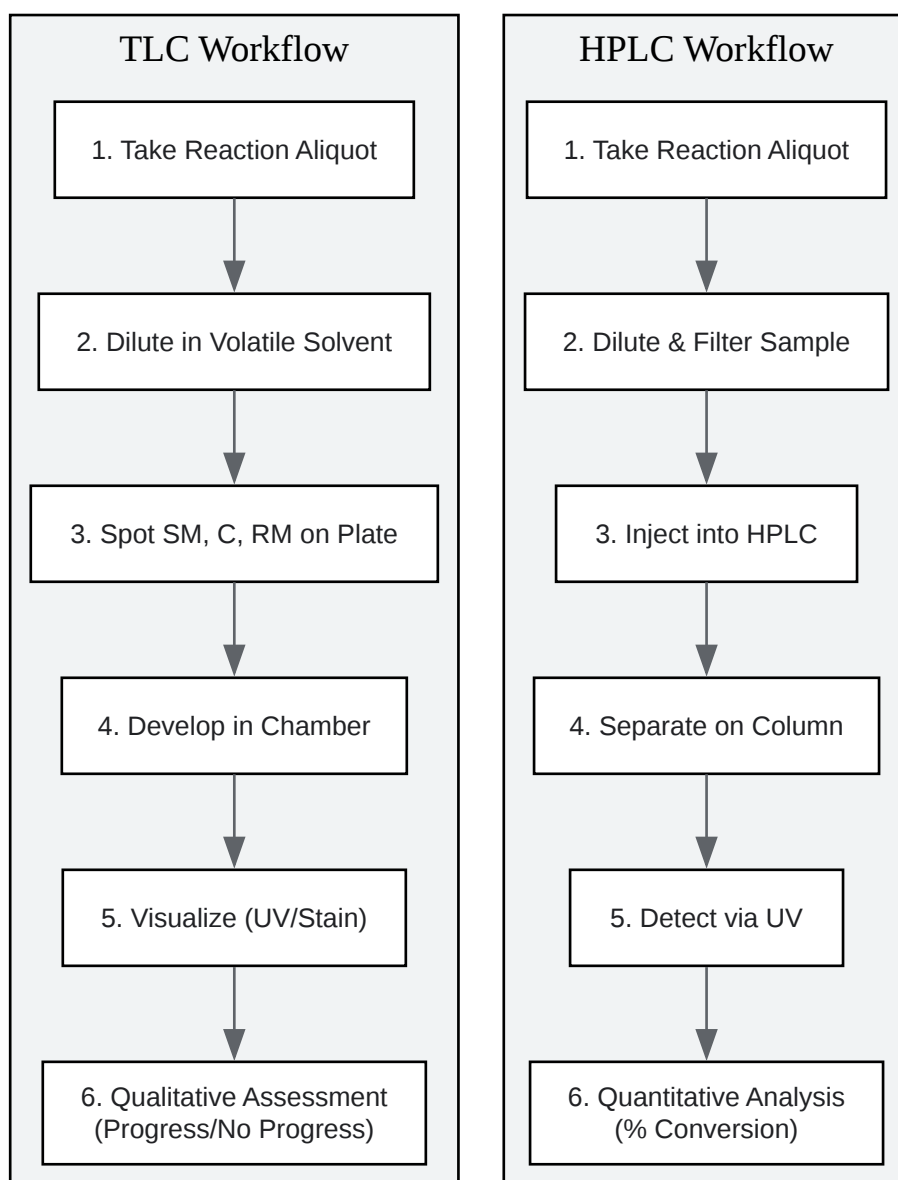 TLC Workflow
1. Take Reaction Aliquot
2. Dilute in Volatile Solvent
3. Spot SM, C, RM on Plate
4. Develop in Chamber
5. Visualize (UV/Stain)
6. Qualitative Assessment
(Progress/No Progress)
HPLC Workflow
1. Take Reaction Aliquot
2. Dilute & Filter Sample
3. Inject into HPLC
4. Separate on Column
5. Detect via UV
6. Quantitative Analysis
(% Conversion)